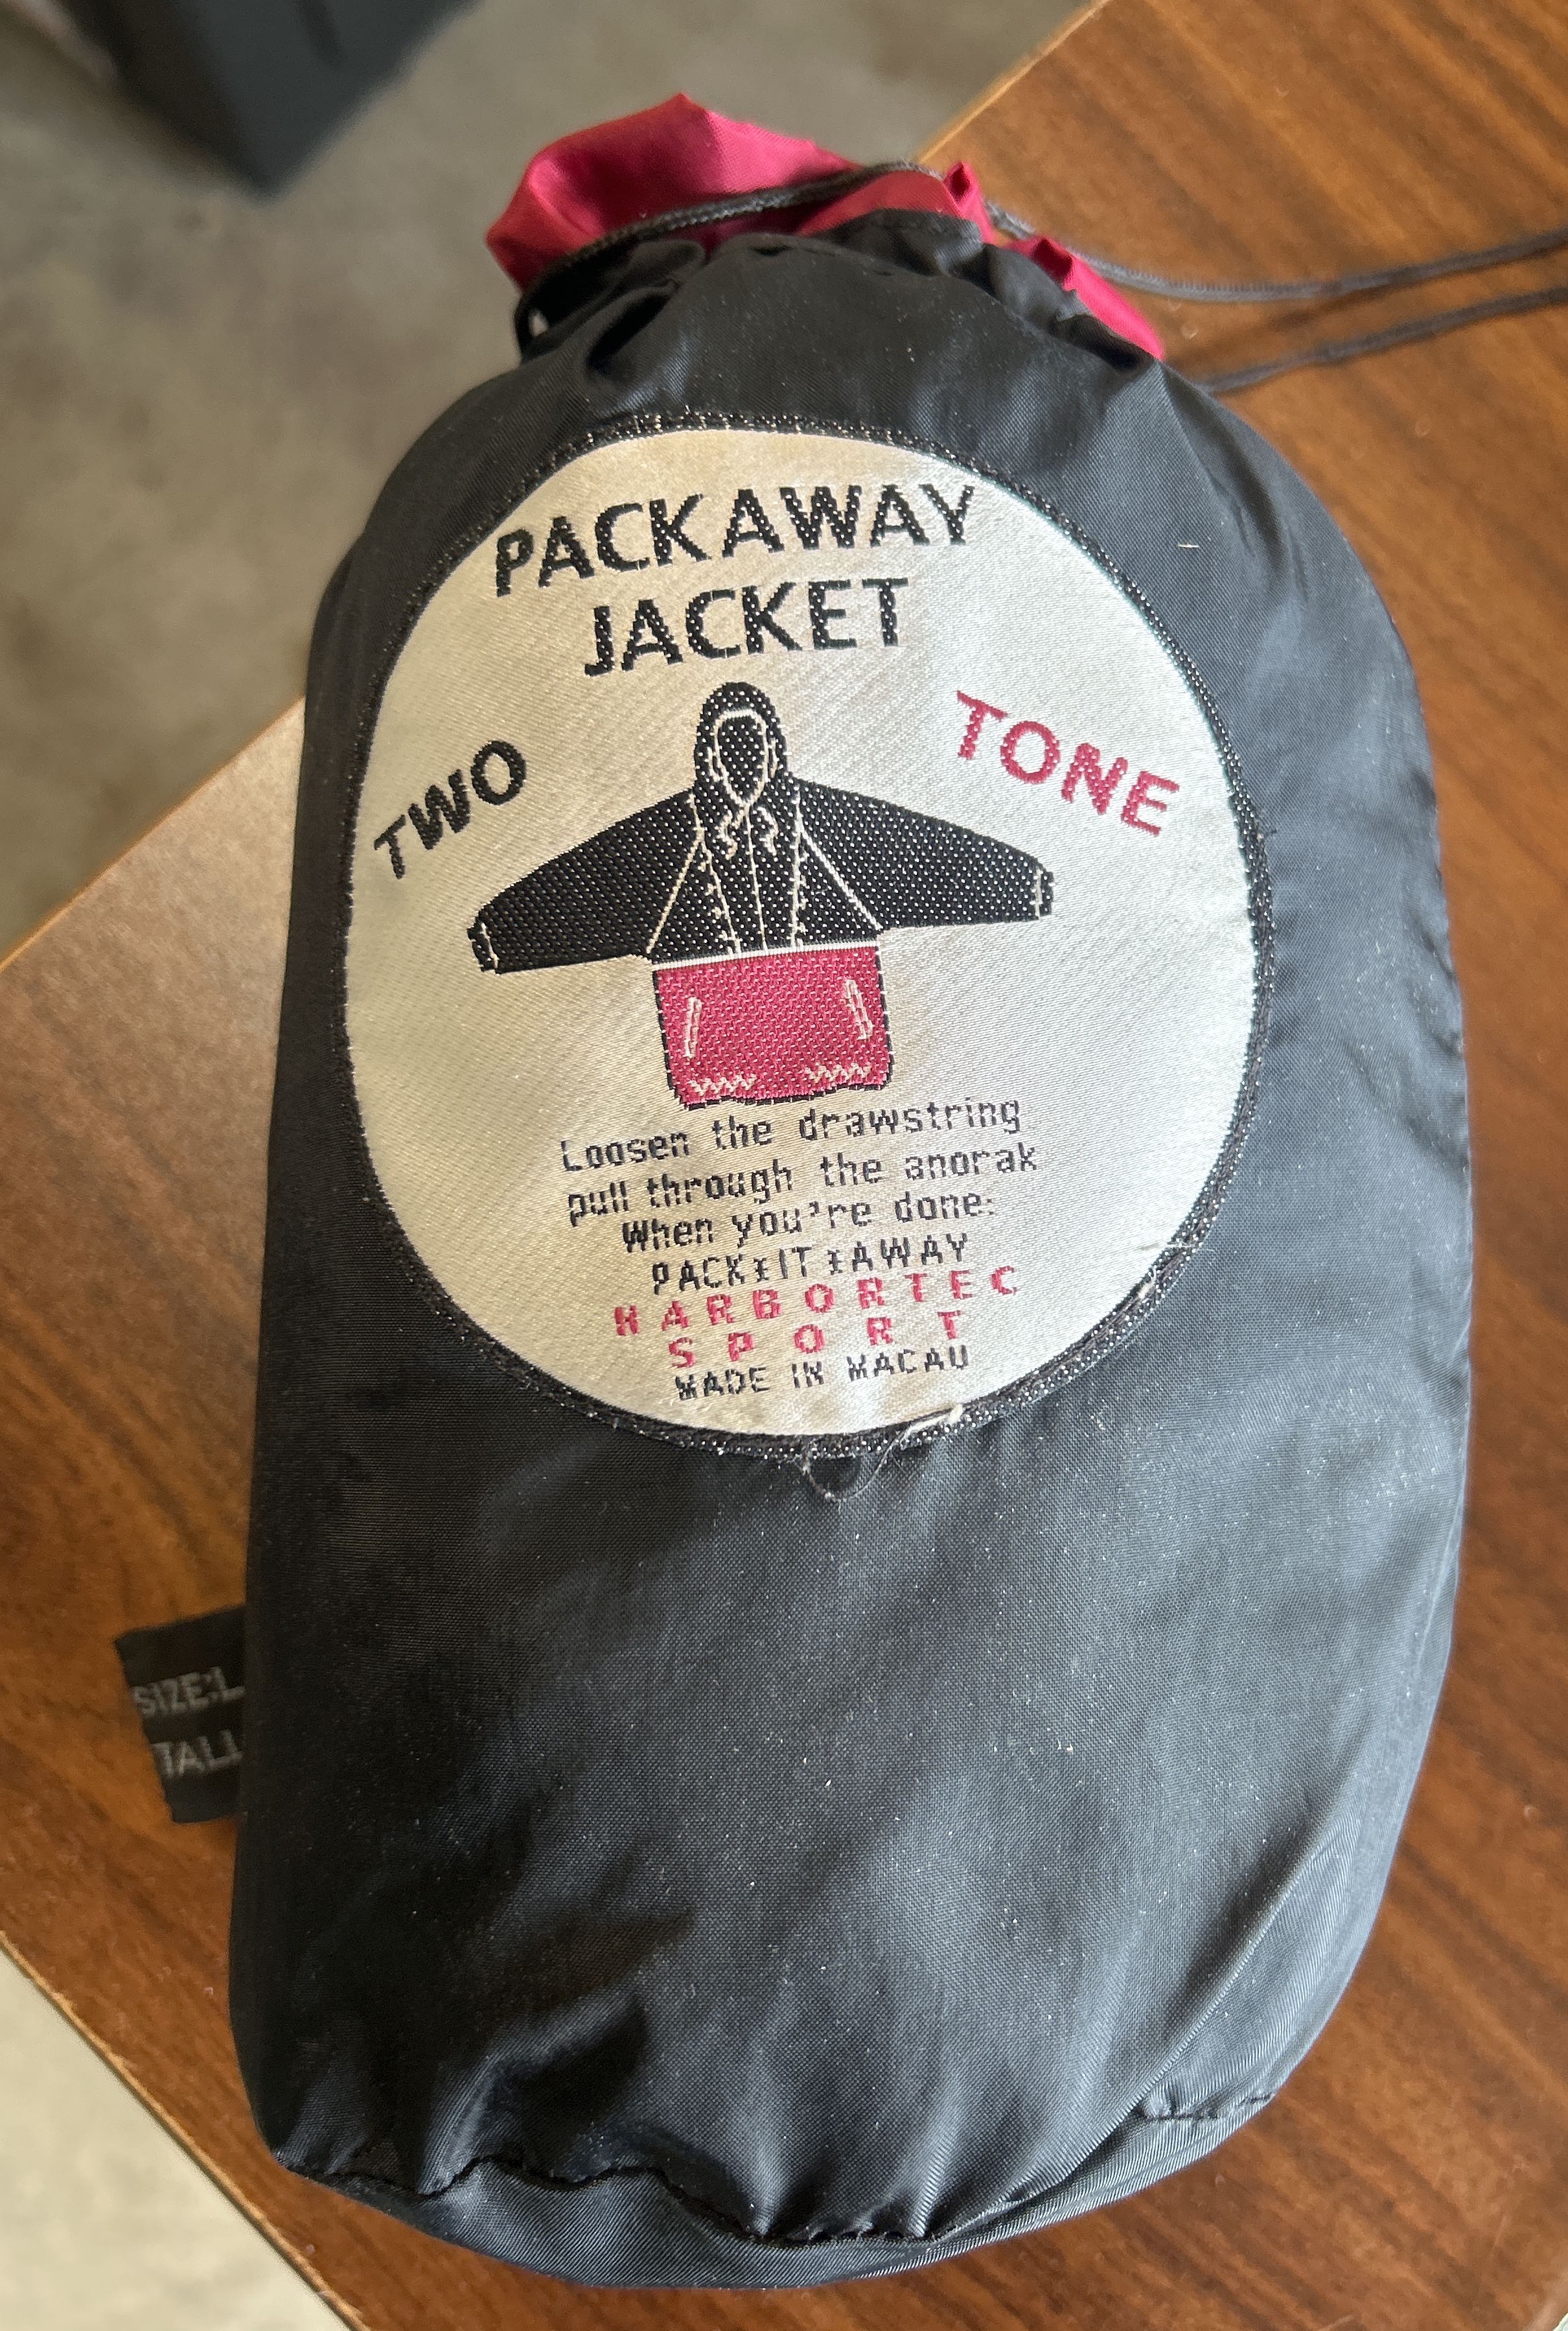 PACKAWAY
JACKET
TWO TONE
Loosen the drawstring
pull through the anorak
When you're done:
PACK*IT*AWAY
HARBORTEC
SPORT
MADE IN MACAU
SIZE:L
TALL